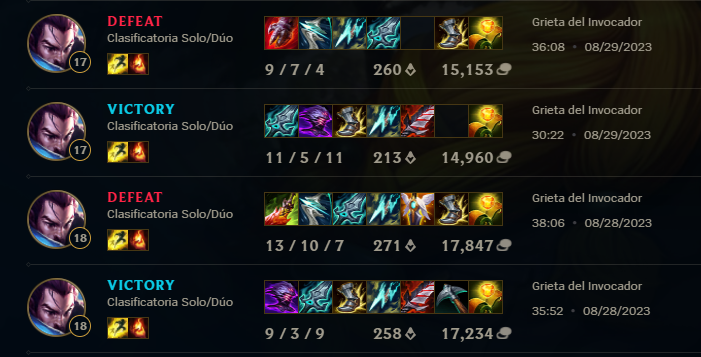 DEFEAT
Clasificatoria Solo/Dúo
17
9 / 7 / 4
260
15,153
Grieta del Invocador
36:08 • 08/29/2023
VICTORY
Clasificatoria Solo/Dúo
17
11 / 5 / 11
213
14,960
Grieta del Invocador
30:22 • 08/29/2023
DEFEAT
Clasificatoria Solo/Dúo
18
13 / 10 / 7
271
17,847
Grieta del Invocador
38:06 • 08/28/2023
VICTORY
Clasificatoria Solo/Dúo
18
9 / 3 / 9
258
17,234
Grieta del Invocador
35:52 • 08/28/2023